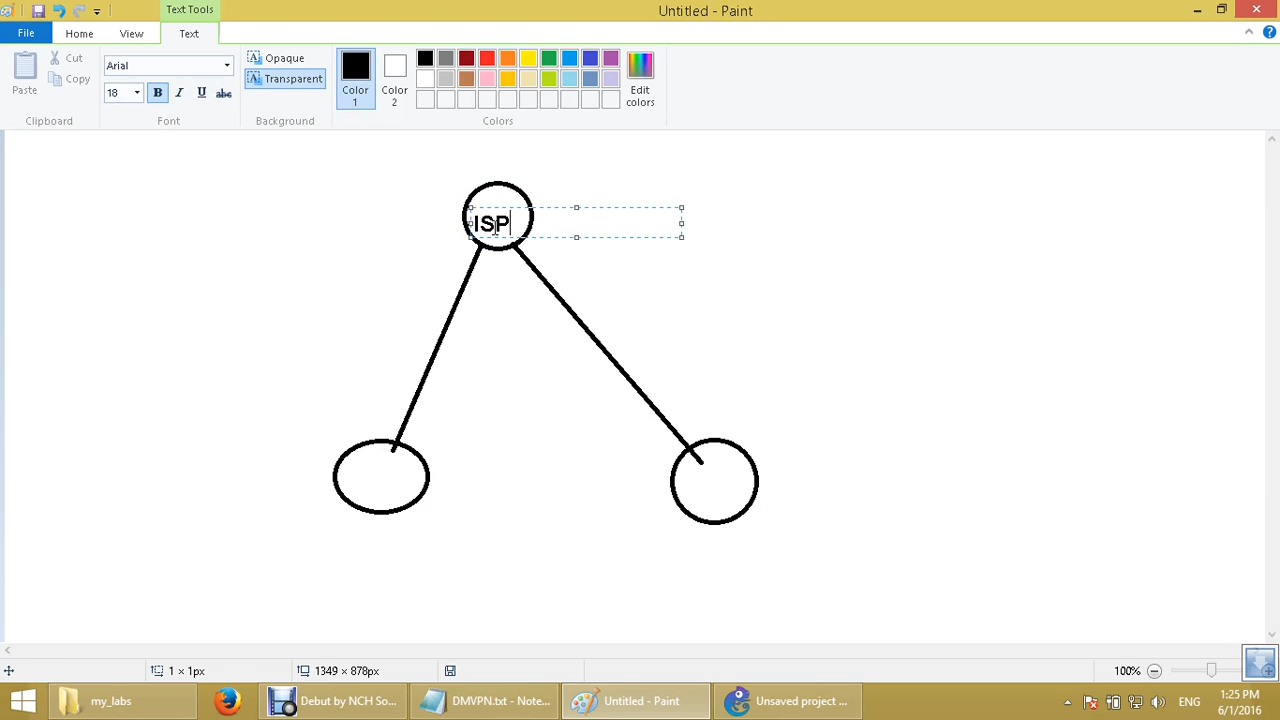 Text Tools
Untitled - Paint
File
Home
View
Text
Paste
Cut
Copy
Clipboard
Arial
18
B
I
U
abc
Font
Opaque
Transparent
Background
Color 1
Color 2
Edit colors
Colors
ISP
1 × 1px
1349 × 878px
100%
my_labs
Debut by NCH So...
DMVPN.txt - Note...
Untitled - Paint
Unsaved project ...
ENG
1:25 PM
6/1/2016